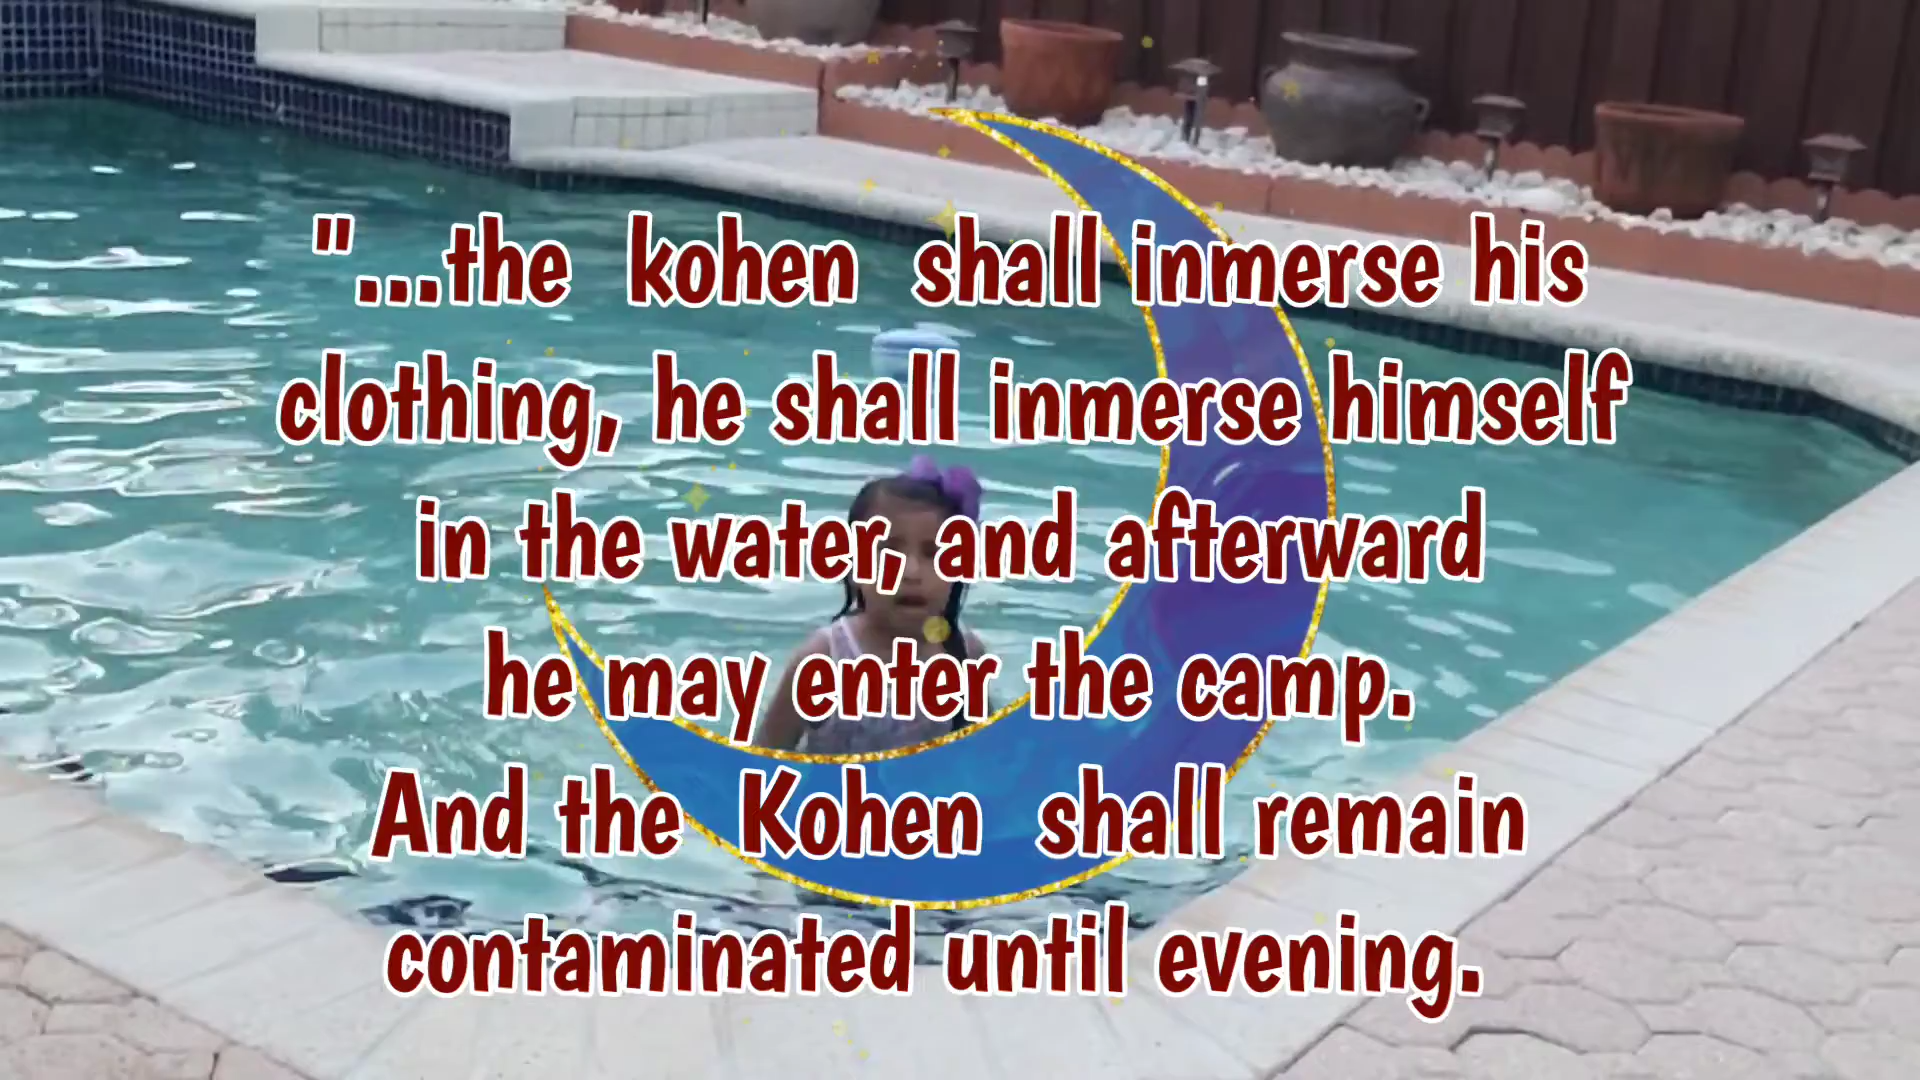 "...the kohen shall inmerse his
clothing, he shall inmerse himself
in the water, and afterward
he may enter the camp.
And the Kohen shall remain
contaminated until evening.